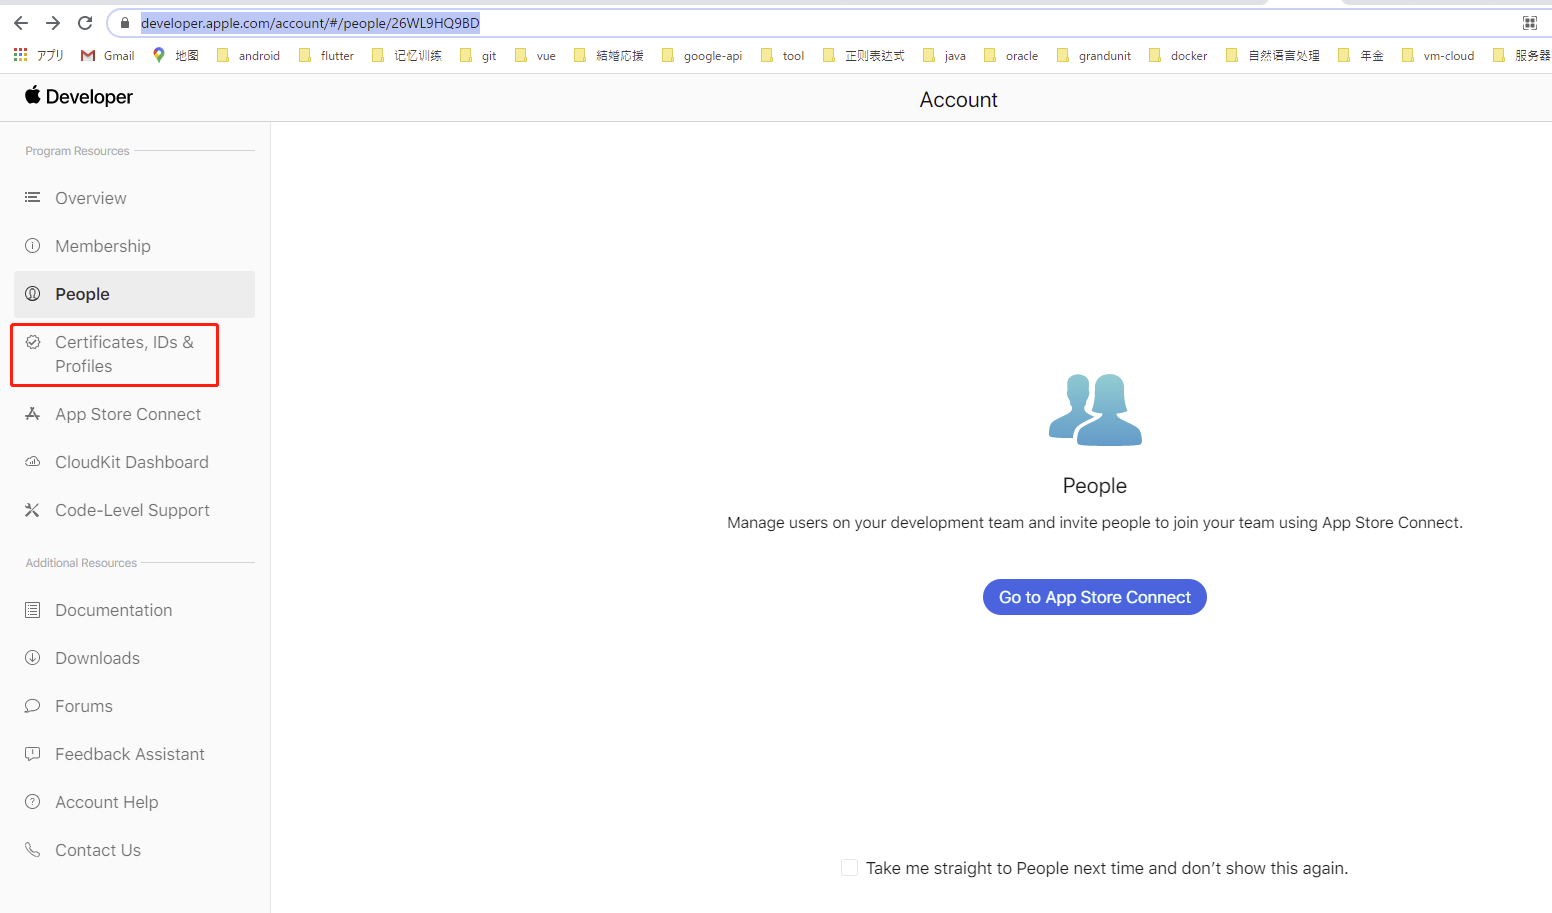 developer.apple.com/account/#/people/26WL9HQ9BD
アプリ Gmail 地图 android flutter 记忆训练 git vue 結婚応援 google-api tool 正则表达式 java oracle grandunit docker 自然语言处理 年金 vm-cloud 服务器
Developer
Account
Program Resources
Overview
Membership
People
Certificates, IDs &
Profiles
App Store Connect
CloudKit Dashboard
Code-Level Support
Additional Resources
Documentation
Downloads
Forums
Feedback Assistant
Account Help
Contact Us
People
Manage users on your development team and invite people to join your team using App Store Connect.
Go to App Store Connect
Take me straight to People next time and don’t show this again.